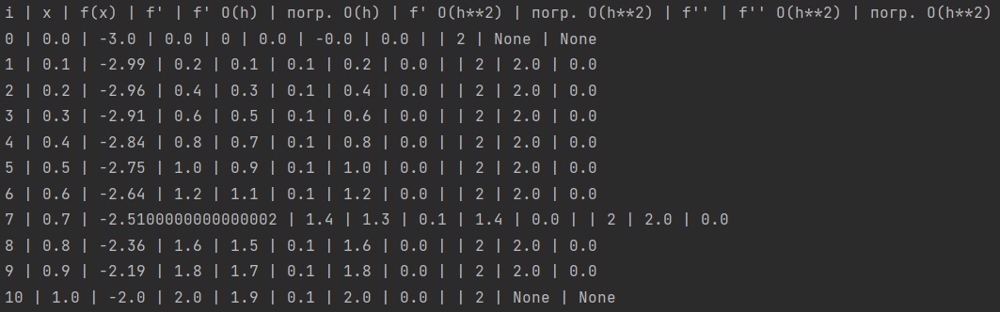 i | x | f(x) | f' | f' O(h) | погр. O(h) | f' O(h**2) | погр. O(h**2) | f'' | f'' O(h**2) | погр. O(h**2)
0 | 0.0 | -3.0 | 0.0 | 0 | 0.0 | -0.0 | 0.0 | | 2 | None | None
1 | 0.1 | -2.99 | 0.2 | 0.1 | 0.1 | 0.2 | 0.0 | | 2 | 2.0 | 0.0
2 | 0.2 | -2.96 | 0.4 | 0.3 | 0.1 | 0.4 | 0.0 | | 2 | 2.0 | 0.0
3 | 0.3 | -2.91 | 0.6 | 0.5 | 0.1 | 0.6 | 0.0 | | 2 | 2.0 | 0.0
4 | 0.4 | -2.84 | 0.8 | 0.7 | 0.1 | 0.8 | 0.0 | | 2 | 2.0 | 0.0
5 | 0.5 | -2.75 | 1.0 | 0.9 | 0.1 | 1.0 | 0.0 | | 2 | 2.0 | 0.0
6 | 0.6 | -2.64 | 1.2 | 1.1 | 0.1 | 1.2 | 0.0 | | 2 | 2.0 | 0.0
7 | 0.7 | -2.5100000000000002 | 1.4 | 1.3 | 0.1 | 1.4 | 0.0 | | 2 | 2.0 | 0.0
8 | 0.8 | -2.36 | 1.6 | 1.5 | 0.1 | 1.6 | 0.0 | | 2 | 2.0 | 0.0
9 | 0.9 | -2.19 | 1.8 | 1.7 | 0.1 | 1.8 | 0.0 | | 2 | 2.0 | 0.0
10 | 1.0 | -2.0 | 2.0 | 1.9 | 0.1 | 2.0 | 0.0 | | 2 | None | None